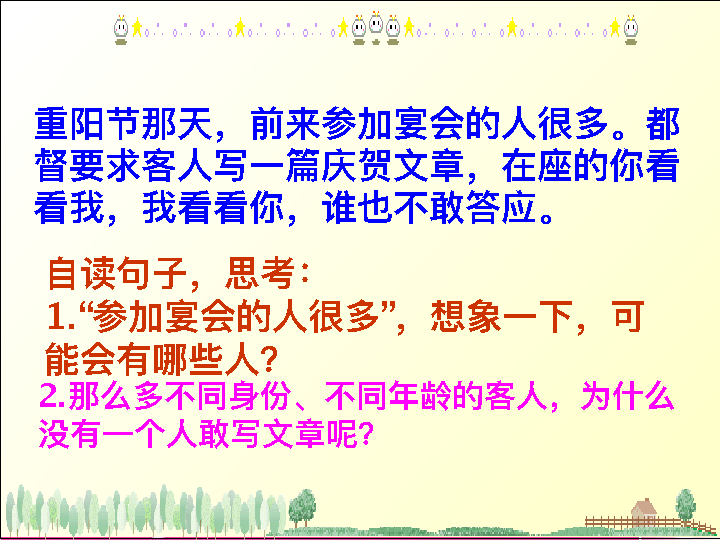 重阳节那天，前来参加宴会的人很多。都
督要求客人写一篇庆贺文章，在座的你看
看我，我看看你，谁也不敢答应。
自读句子，思考：
1.“参加宴会的人很多”，想象一下，可
能会有哪些人？
2.那么多不同身份、不同年龄的客人，为什么
没有一个人敢写文章呢？